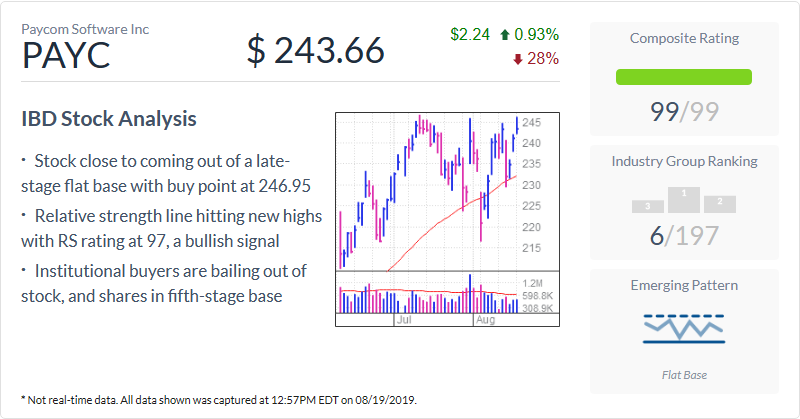 Paycom Software Inc
PAYC
$ 243.66
$2.24 0.93%
28%
IBD Stock Analysis
• Stock close to coming out of a late-
stage flat base with buy point at 246.95
• Relative strength line hitting new highs
with RS rating at 97, a bullish signal
• Institutional buyers are bailing out of
stock, and shares in fifth-stage base
245
240
235
230
225
220
215
1.2M
598.8K
308.9K
Jul Aug
Composite Rating
99/99
Industry Group Ranking
3 1 2
6/197
Emerging Pattern
Flat Base
* Not real-time data. All data shown was captured at 12:57PM EDT on 08/19/2019.